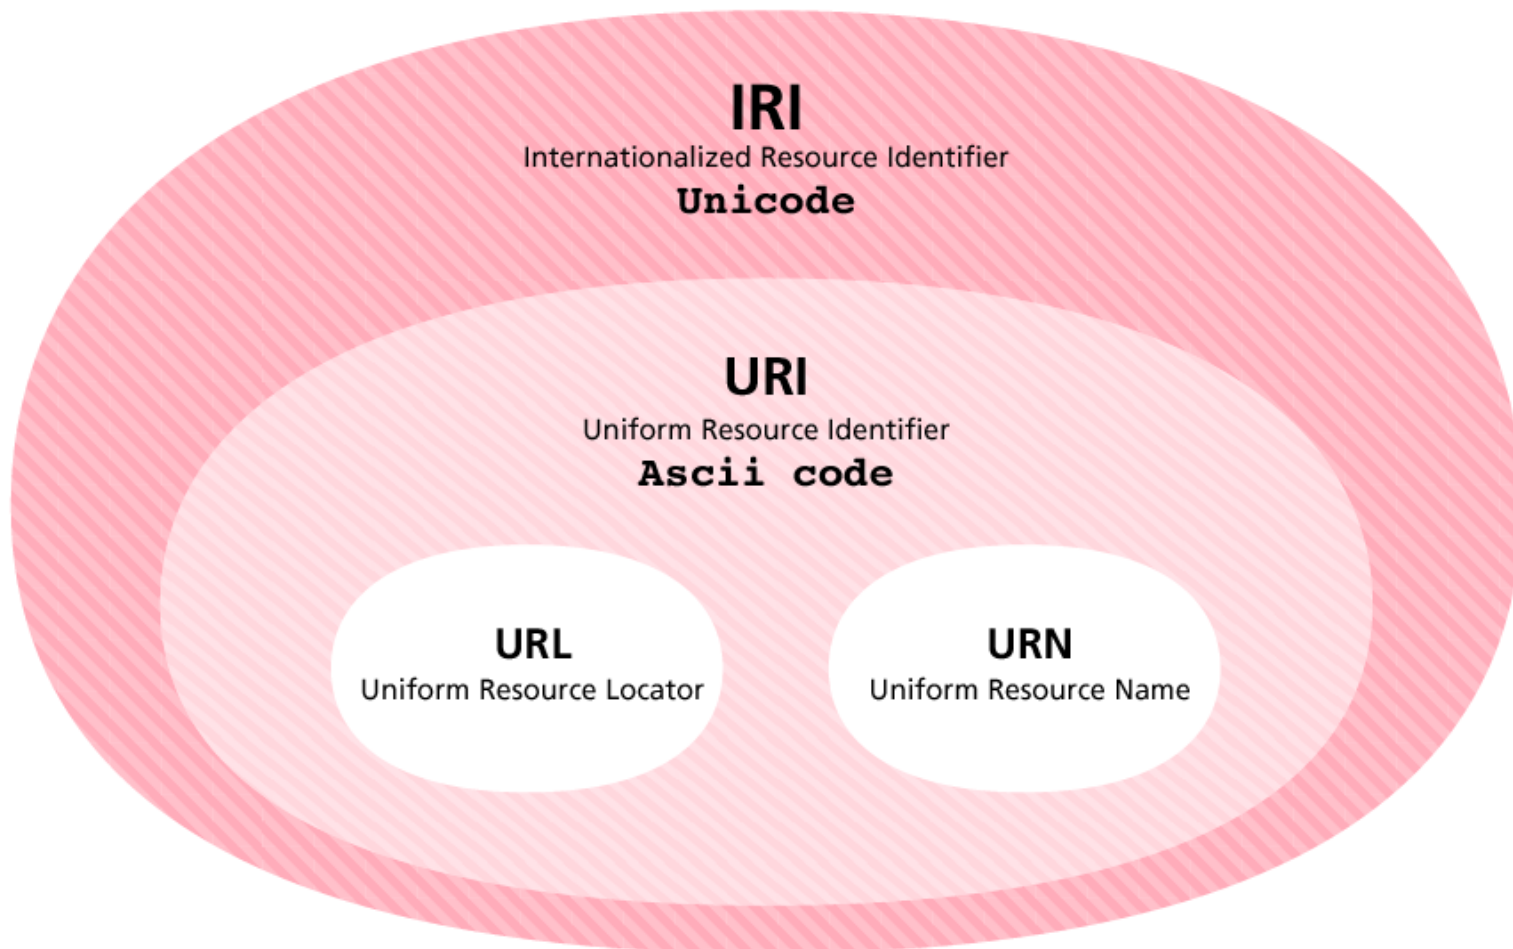 IRI
Internationalized Resource Identifier
Unicode
URI
Uniform Resource Identifier
Ascii code
URL
Uniform Resource Locator
URN
Uniform Resource Name